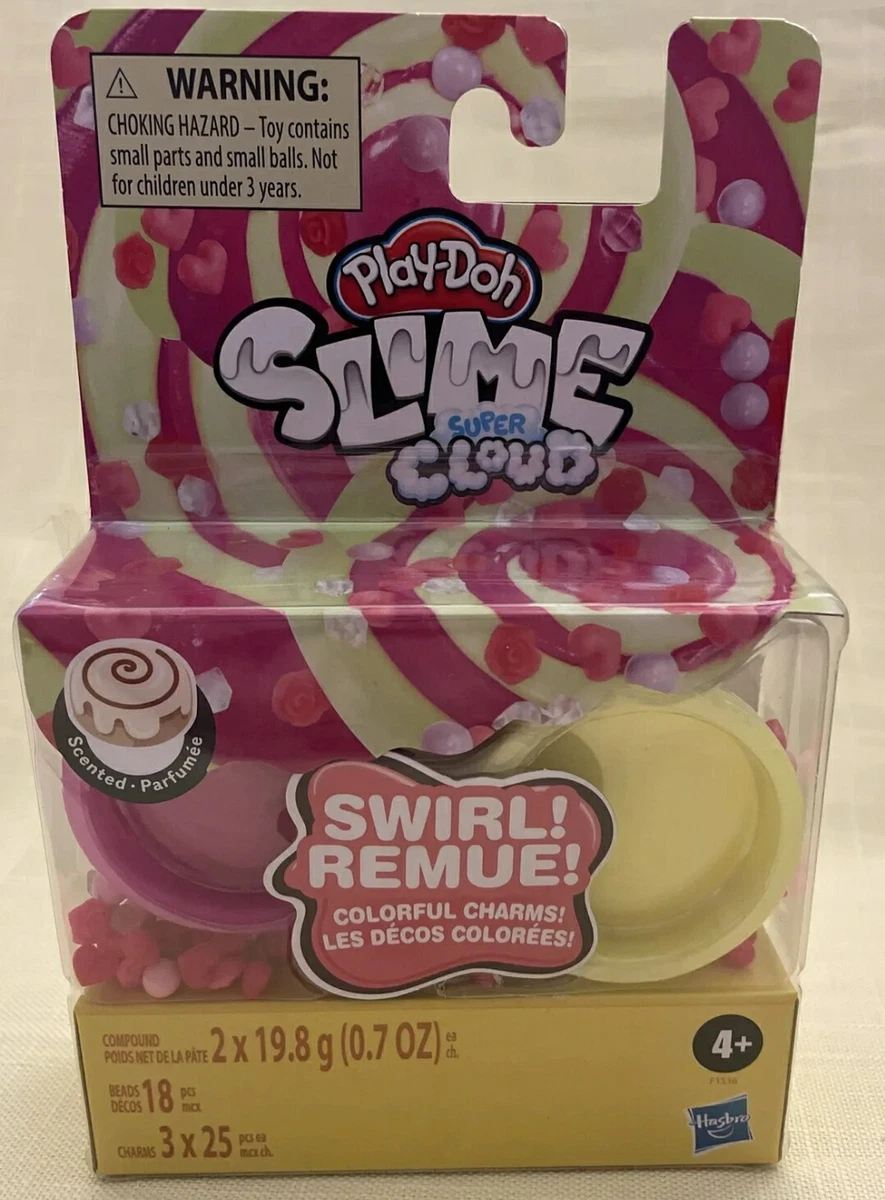 ⚠ WARNING:
CHOKING HAZARD – Toy contains
small parts and small balls. Not
for children under 3 years.
Play-Doh
SLIME
SUPER
CLOUD
Scented · Parfumée
SWIRL!
REMUE!
COLORFUL CHARMS!
LES DÉCOS COLORÉES!
COMPOUND
POIDS NET DE LA PÂTE 2 x 19.8 g (0.7 OZ) ea
ch.
4+
BEADS
DÉCOS 18 pcs
mcx
CHARMS 3 x 25 pcs ea
mcx ch.
Hasbro